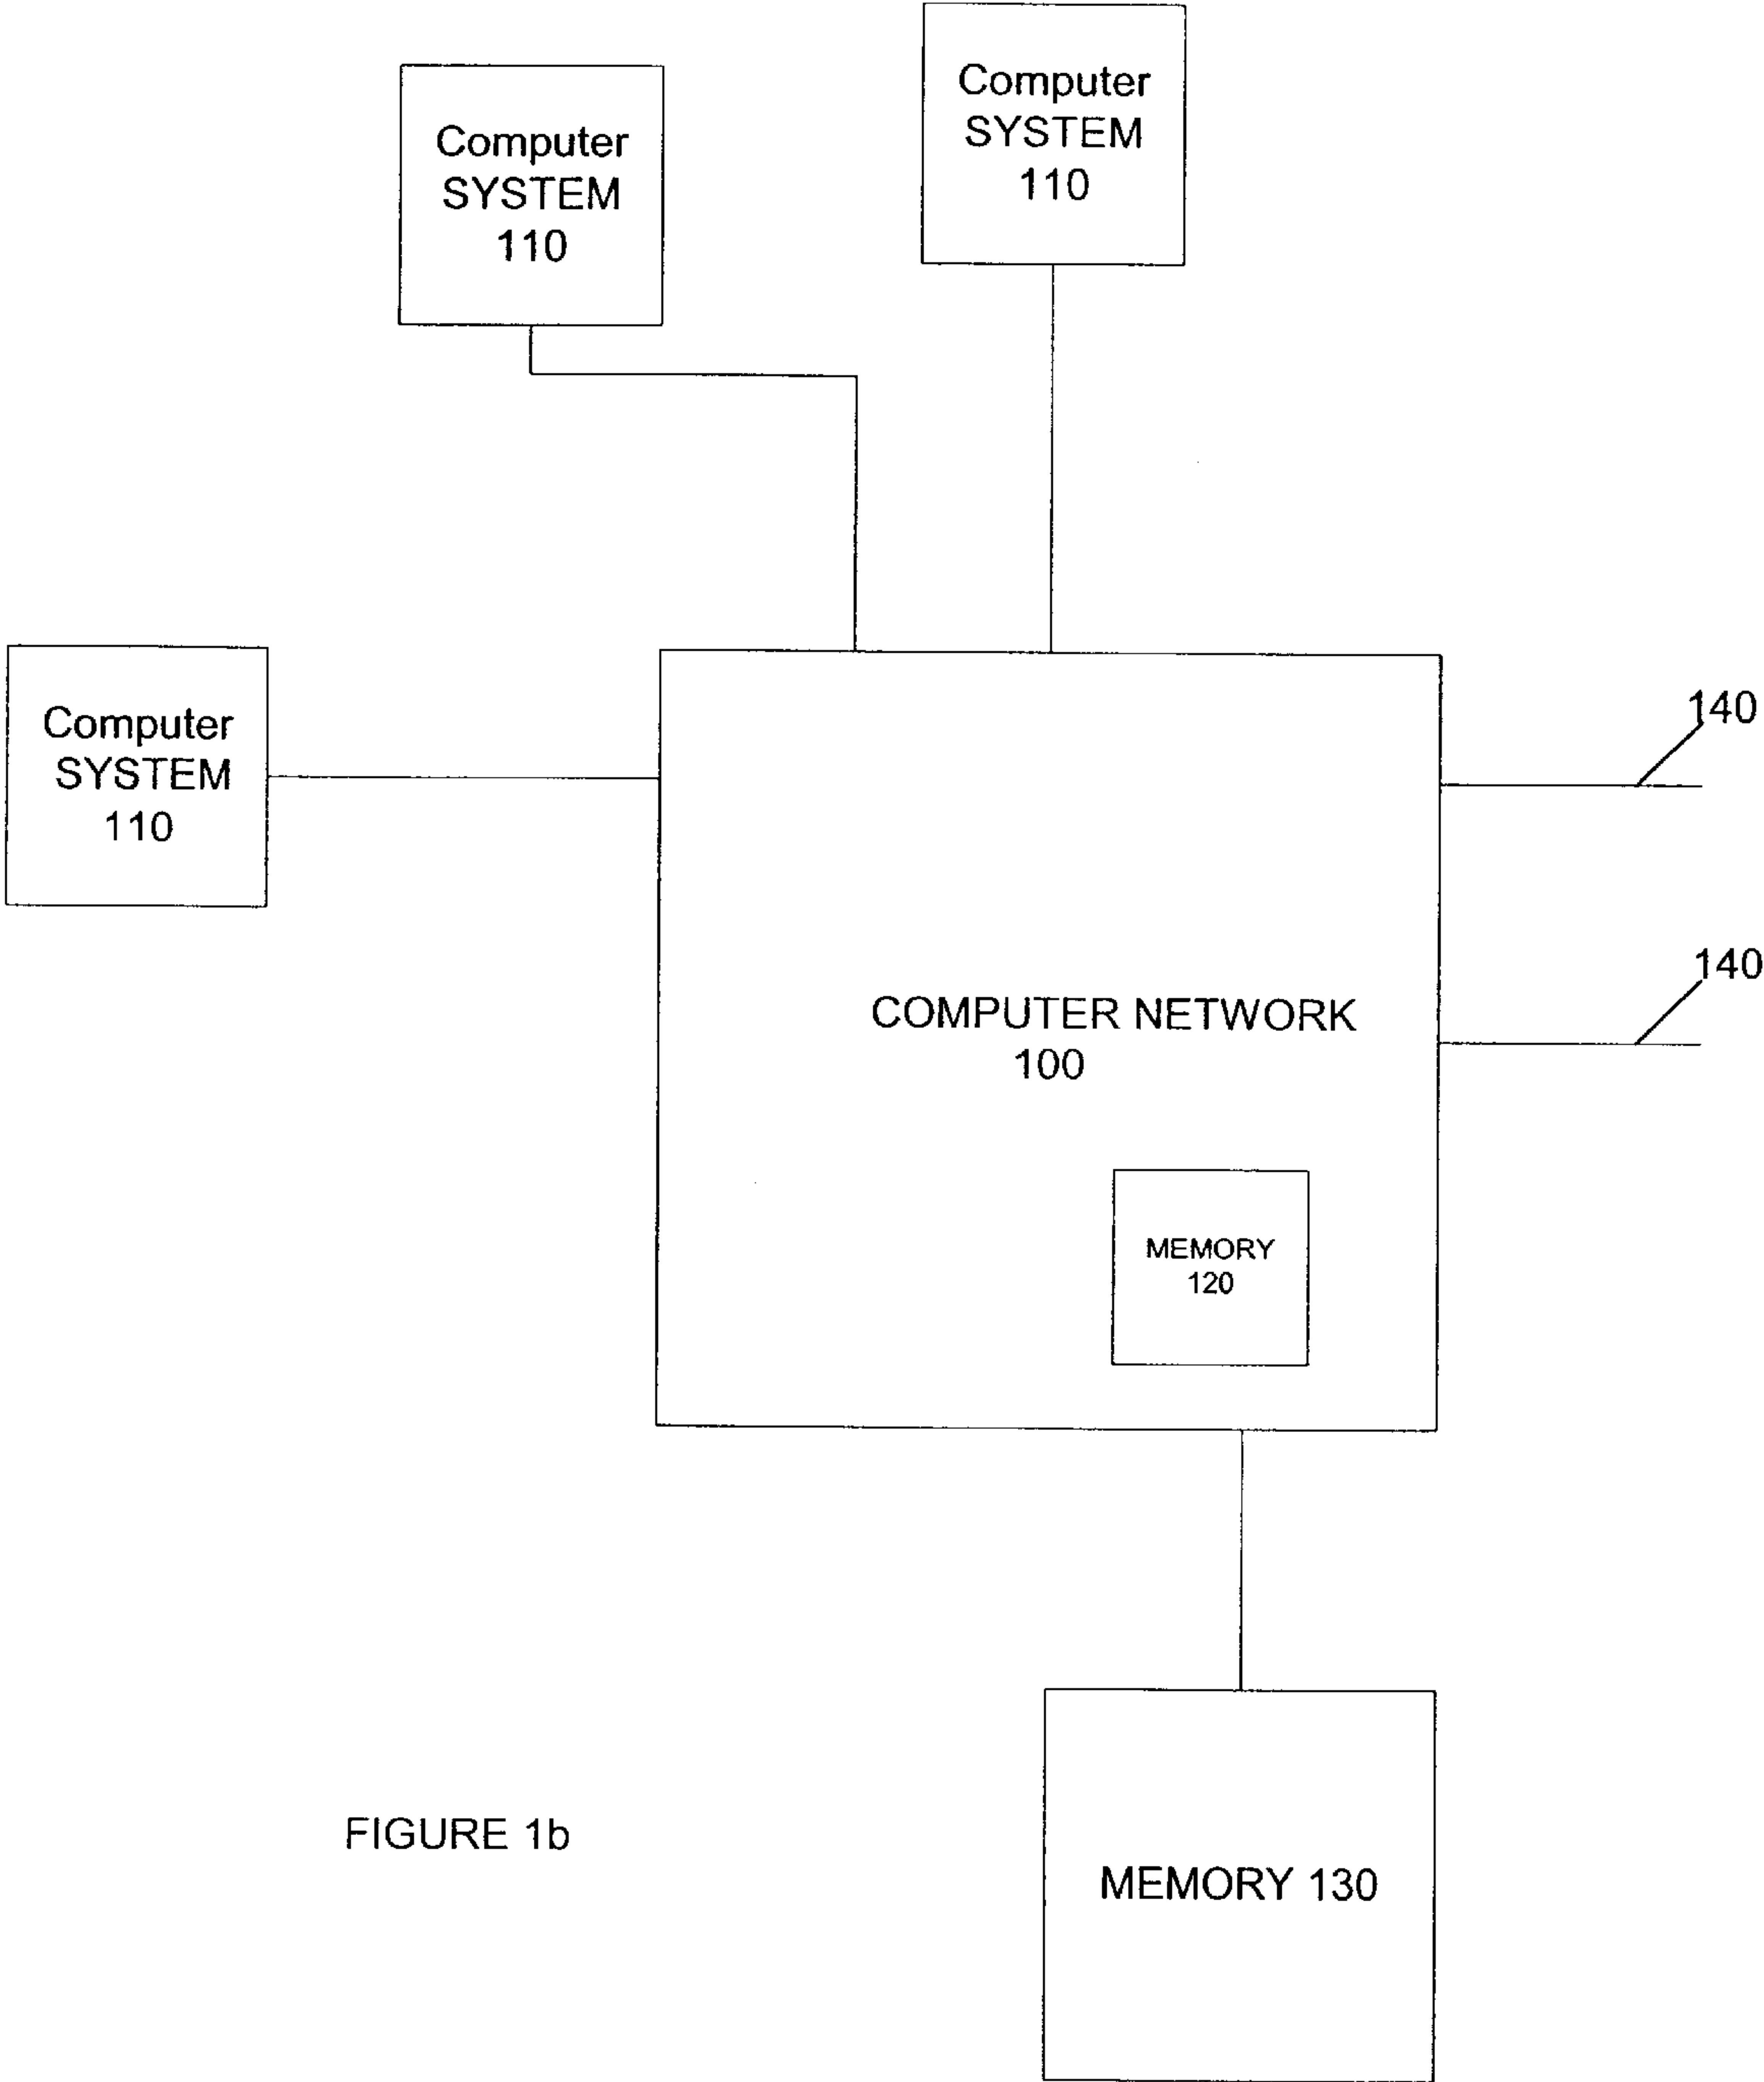 Computer
SYSTEM
110
Computer
SYSTEM
110
Computer
SYSTEM
110
140
140
COMPUTER NETWORK
100
MEMORY
120
FIGURE 1b
MEMORY 130